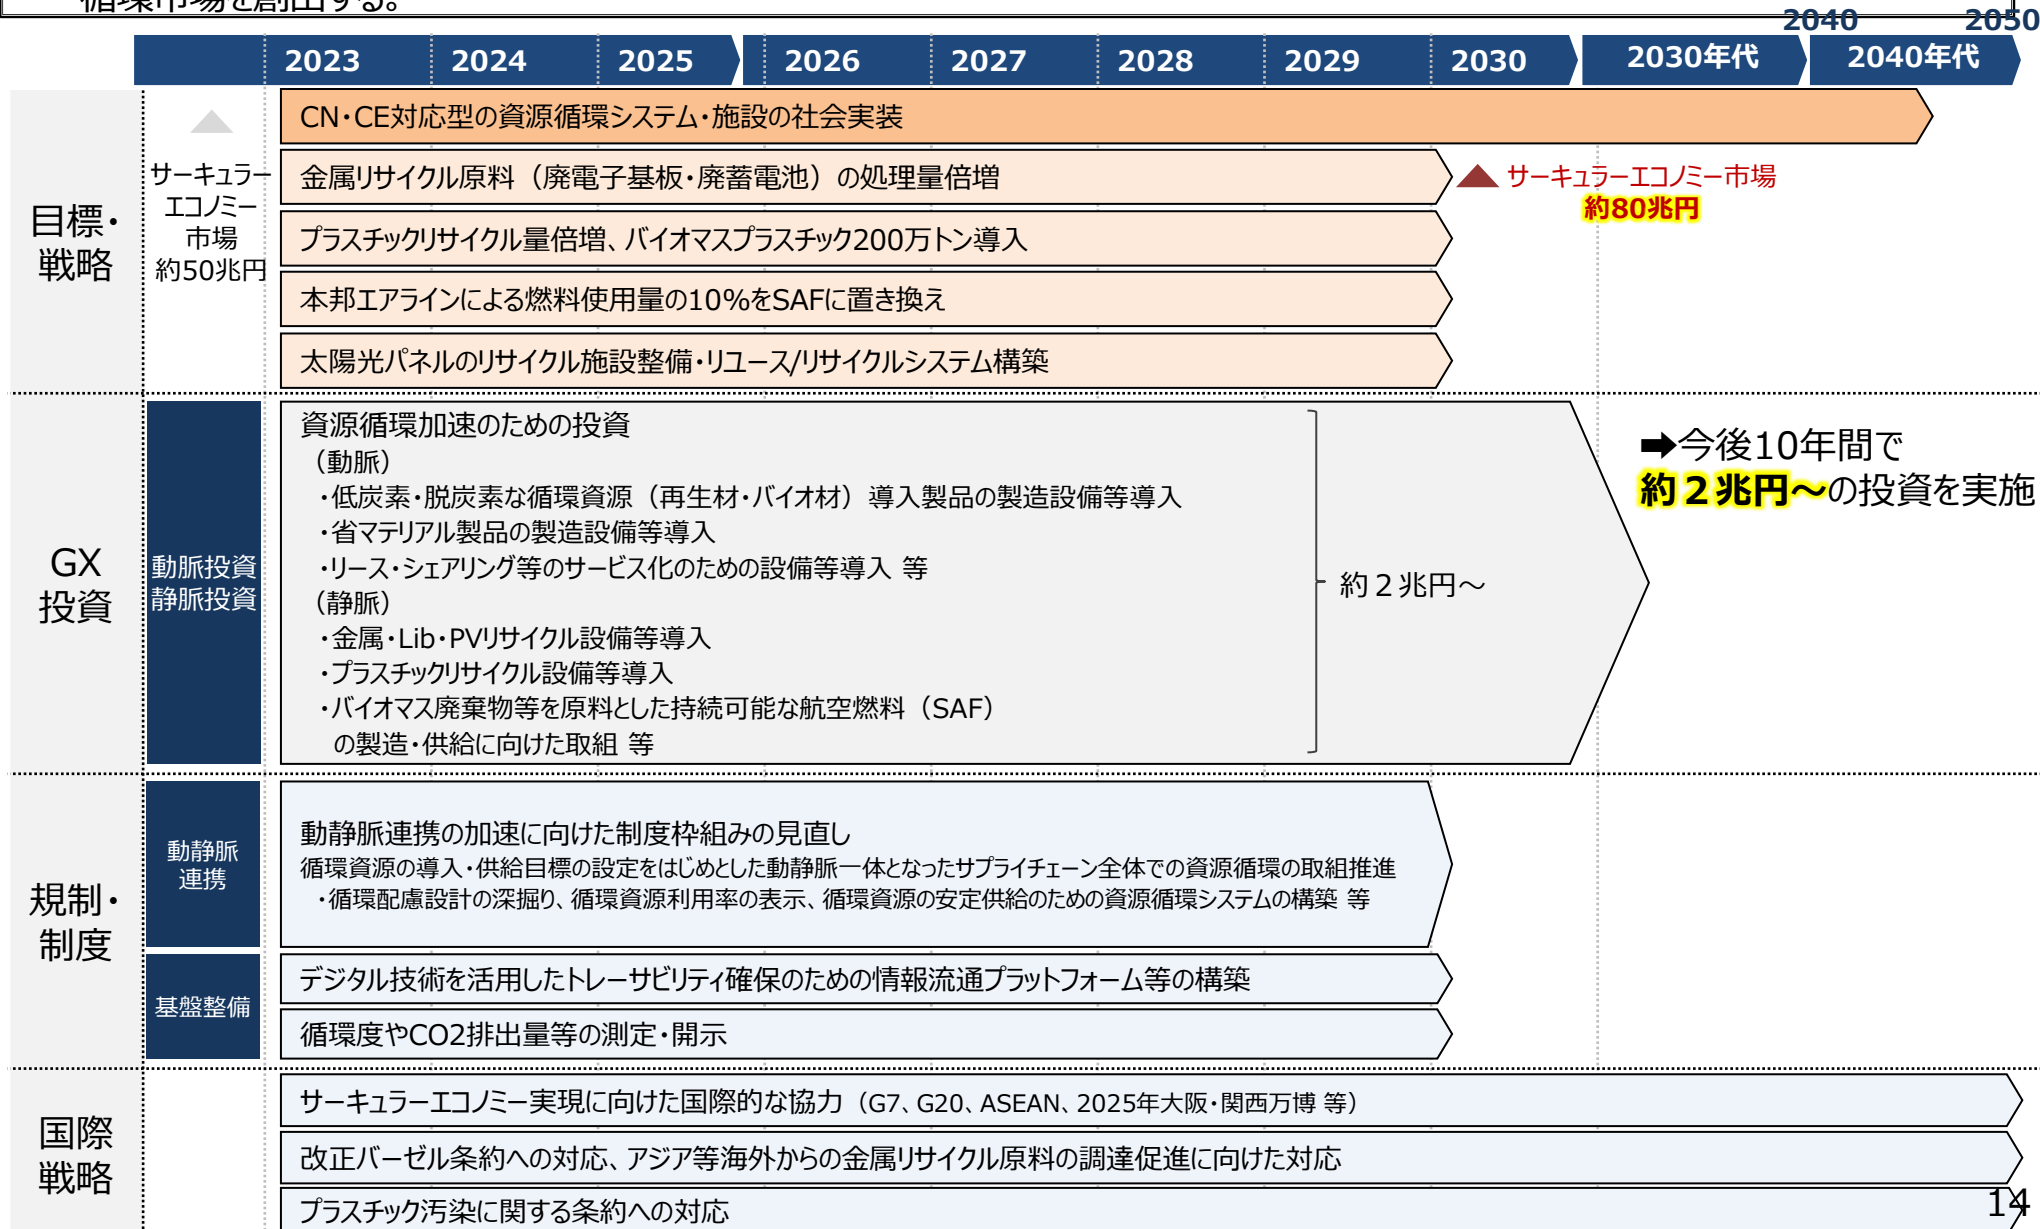 循環市場を創出する。
2040 2050
2023 2024 2025 2026 2027 2028 2029 2030 2030年代 2040年代
目標・
戦略
サーキュラー
エコノミー
市場
約50兆円
CN・CE対応型の資源循環システム・施設の社会実装
金属リサイクル原料（廃電子基板・廃蓄電池）の処理量倍増
サーキュラーエコノミー市場
約80兆円
プラスチックリサイクル量倍増、バイオマスプラスチック200万トン導入
本邦エアラインによる燃料使用量の10%をSAFに置き換え
太陽光パネルのリサイクル施設整備・リユース/リサイクルシステム構築
GX
投資
動脈投資
静脈投資
資源循環加速のための投資
（動脈）
・低炭素・脱炭素な循環資源（再生材・バイオ材）導入製品の製造設備等導入
・省マテリアル製品の製造設備等導入
・リース・シェアリング等のサービス化のための設備等導入 等
（静脈）
・金属・Lib・PVリサイクル設備等導入
・プラスチックリサイクル設備等導入
・バイオマス廃棄物等を原料とした持続可能な航空燃料（SAF）
の製造・供給に向けた取組 等
約２兆円～
➡今後10年間で
約２兆円～の投資を実施
規制・
制度
動静脈
連携
動静脈連携の加速に向けた制度枠組みの見直し
循環資源の導入・供給目標の設定をはじめとした動静脈一体となったサプライチェーン全体での資源循環の取組推進
・循環配慮設計の深掘り、循環資源利用率の表示、循環資源の安定供給のための資源循環システムの構築 等
基盤整備
デジタル技術を活用したトレーサビリティ確保のための情報流通プラットフォーム等の構築
循環度やCO2排出量等の測定・開示
国際
戦略
サーキュラーエコノミー実現に向けた国際的な協力（G7、G20、ASEAN、2025年大阪・関西万博 等）
改正バーゼル条約への対応、アジア等海外からの金属リサイクル原料の調達促進に向けた対応
プラスチック汚染に関する条約への対応
14